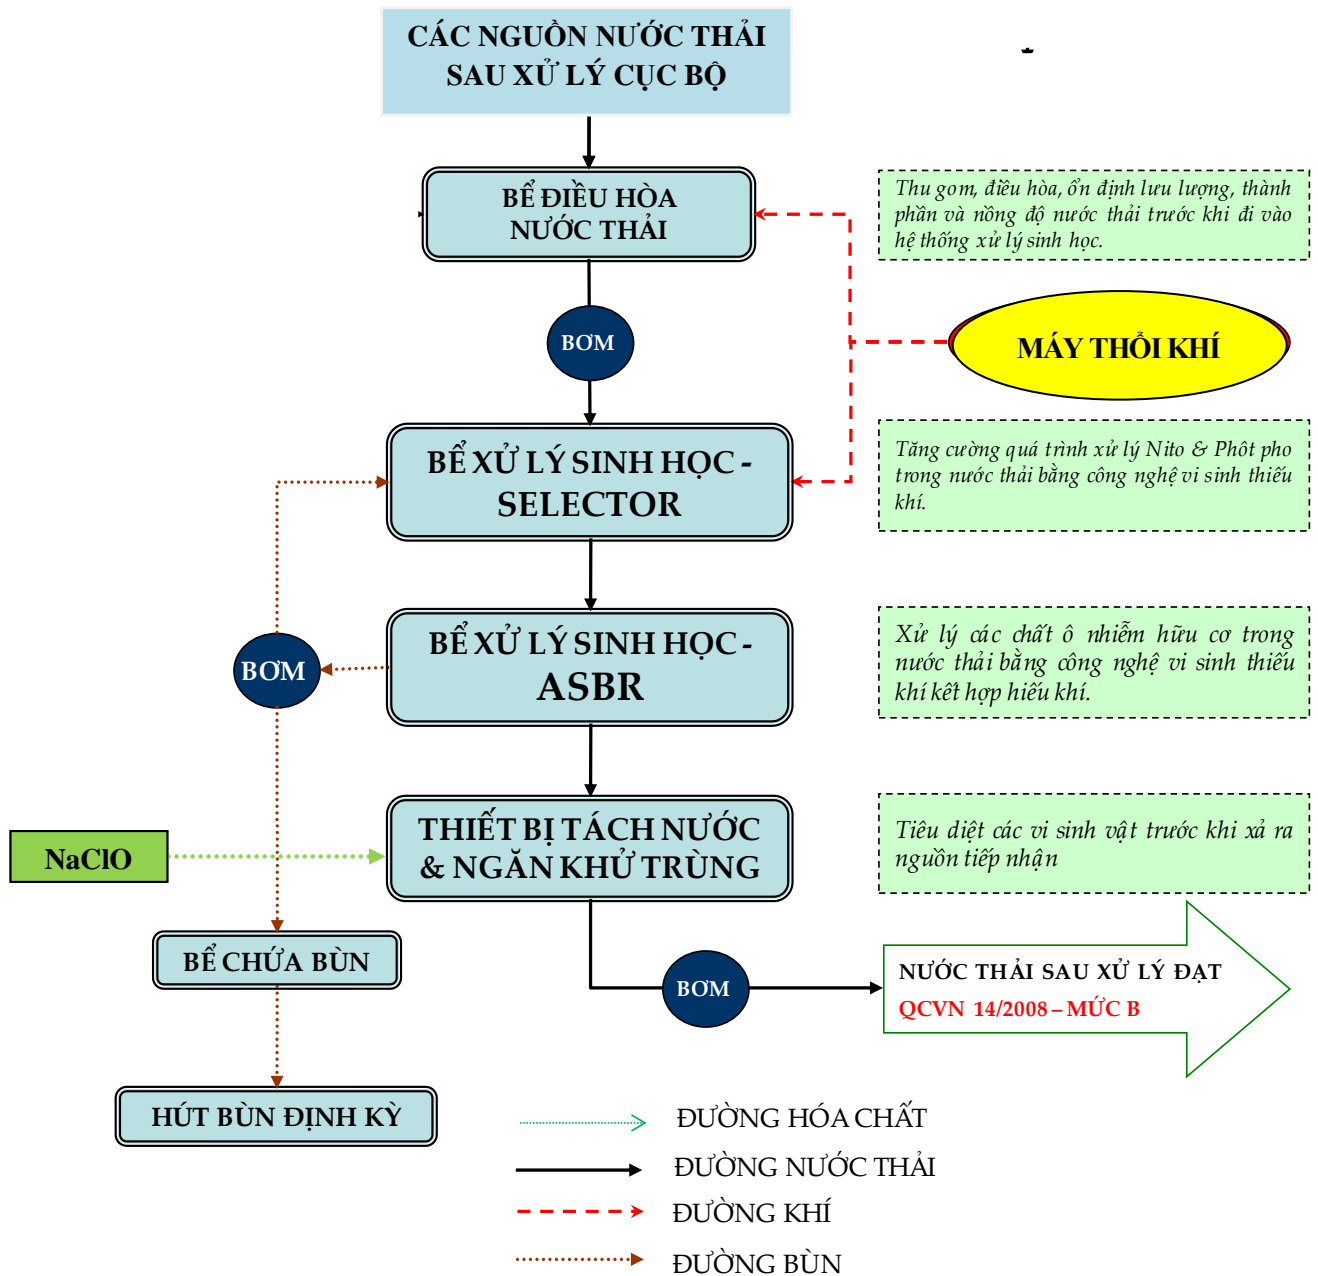 CÁC NGUỒN NƯỚC THẢI
SAU XỬ LÝ CỤC BỘ
BỂ ĐIỀU HÒA
NƯỚC THẢI
Thu gom, điều hòa, ổn định lưu lượng, thành
phần và nồng độ nước thải trước khi đi vào
hệ thống xử lý sinh học.
BƠM
MÁY THỔI KHÍ
BỂ XỬ LÝ SINH HỌC -
SELECTOR
Tăng cường quá trình xử lý Nito & Phôt pho
trong nước thải bằng công nghệ vi sinh thiếu
khí.
BƠM
BỂ XỬ LÝ SINH HỌC -
ASBR
Xử lý các chất ô nhiễm hữu cơ trong
nước thải bằng công nghệ vi sinh thiếu
khí kết hợp hiếu khí.
NaClO
THIẾT BỊ TÁCH NƯỚC
& NGĂN KHỬ TRÙNG
Tiêu diệt các vi sinh vật trước khi xả ra
nguồn tiếp nhận
BỂ CHỨA BÙN
BƠM
NƯỚC THẢI SAU XỬ LÝ ĐẠT
QCVN 14/2008 – MỨC B
HÚT BÙN ĐỊNH KỲ
ĐƯỜNG HÓA CHẤT
ĐƯỜNG NƯỚC THẢI
ĐƯỜNG KHÍ
ĐƯỜNG BÙN